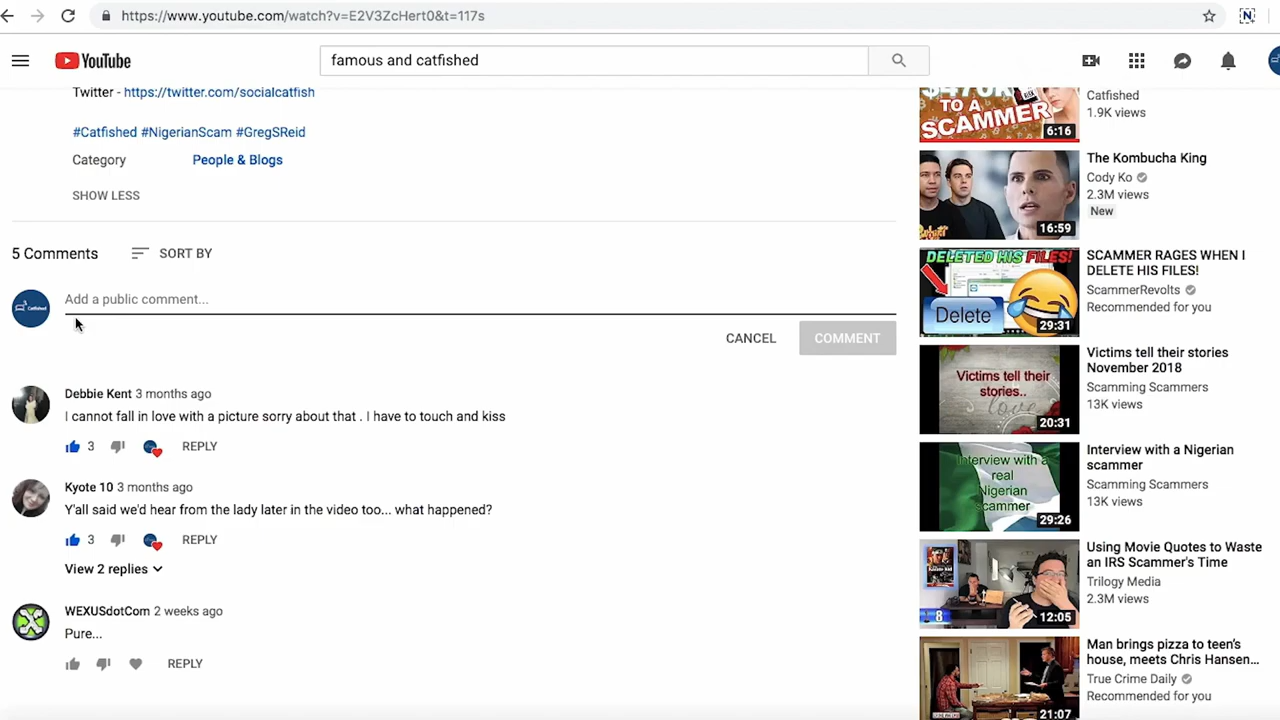 https://www.youtube.com/watch?v=E2V3ZcHert0&t=117s
N
YouTube
famous and catfished
Twitter - https://twitter.com/socialcatfish
#Catfished #NigerianScam #GregSReid
Category People & Blogs
SHOW LESS
5 Comments SORT BY
Catfished
Add a public comment...
CANCEL COMMENT
Debbie Kent 3 months ago
I cannot fall in love with a picture sorry about that . I have to touch and kiss
3 REPLY
Kyote 10 3 months ago
Y'all said we'd hear from the lady later in the video too... what happened?
3 REPLY
View 2 replies
WEXUSdotCom 2 weeks ago
Pure...
REPLY
TO A
SCAMMER
6:16
Catfished
1.9K views
16:59
The Kombucha King
Cody Ko
2.3M views
New
DELETED HIS FILES!
Delete
29:31
SCAMMER RAGES WHEN I
DELETE HIS FILES!
ScammerRevolts
Recommended for you
Victims tell their
stories..
love
20:31
Victims tell their stories
November 2018
Scamming Scammers
13K views
Interview with a
real
Nigerian
scammer
29:26
Interview with a Nigerian
scammer
Scamming Scammers
13K views
8
12:05
Using Movie Quotes to Waste
an IRS Scammer's Time
Trilogy Media
2.3M views
21:07
Man brings pizza to teen's
house, meets Chris Hansen...
True Crime Daily
Recommended for you